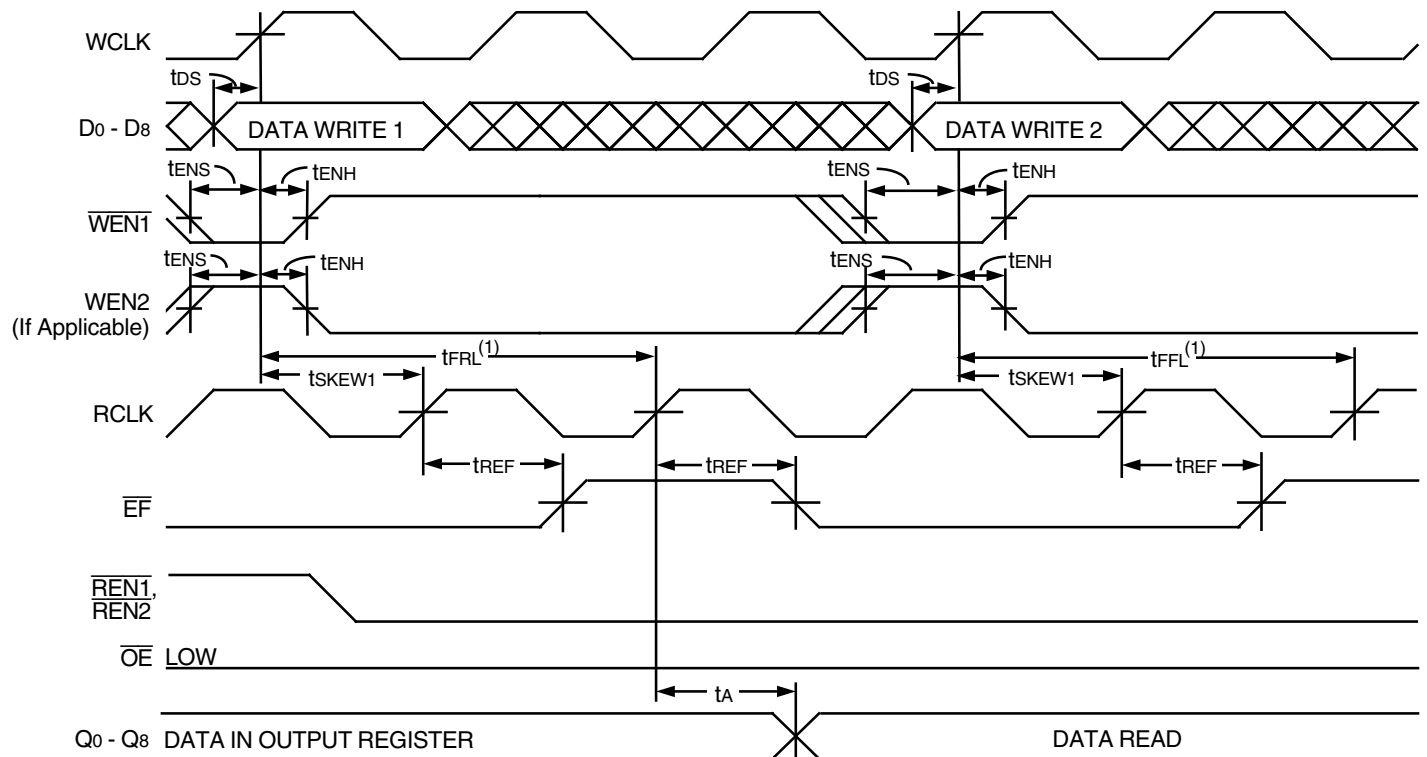 WCLK
tDS
tDS
D0 - D8
DATA WRITE 1
DATA WRITE 2
tENS
tENH
tENS
tENH
WEN1
tENS
tENH
tENS
tENH
WEN2
(If Applicable)
tFRL(1)
tFFL(1)
tSKEW1
tSKEW1
RCLK
tREF
tREF
tREF
EF
REN1,
REN2
OE LOW
tA
Q0 - Q8 DATA IN OUTPUT REGISTER
DATA READ